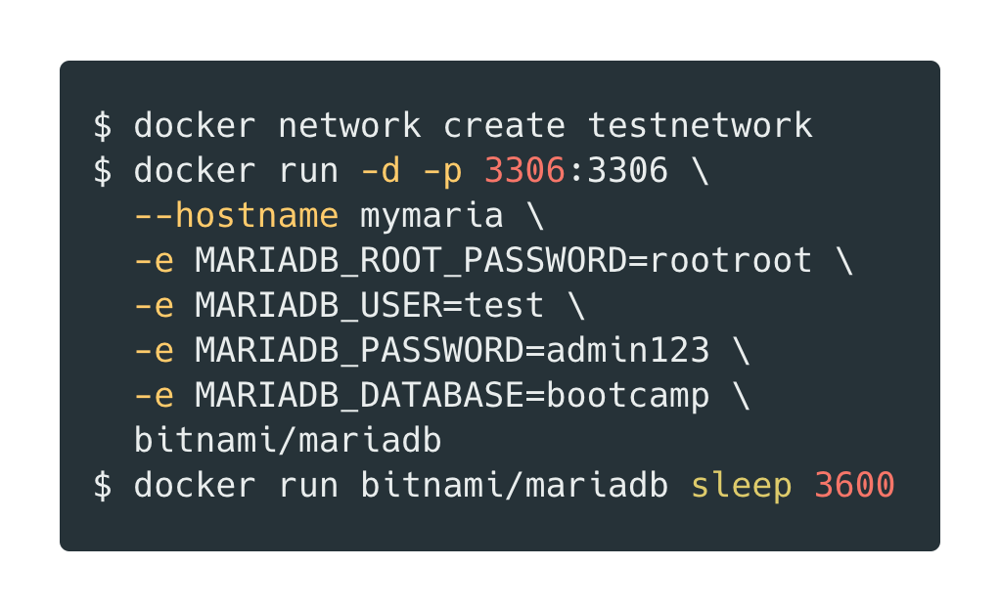 $ docker network create testnetwork
$ docker run -d -p 3306:3306 \
  --hostname mymaria \
  -e MARIADB_ROOT_PASSWORD=rootroot \
  -e MARIADB_USER=test \
  -e MARIADB_PASSWORD=admin123 \
  -e MARIADB_DATABASE=bootcamp \
  bitnami/mariadb
$ docker run bitnami/mariadb sleep 3600